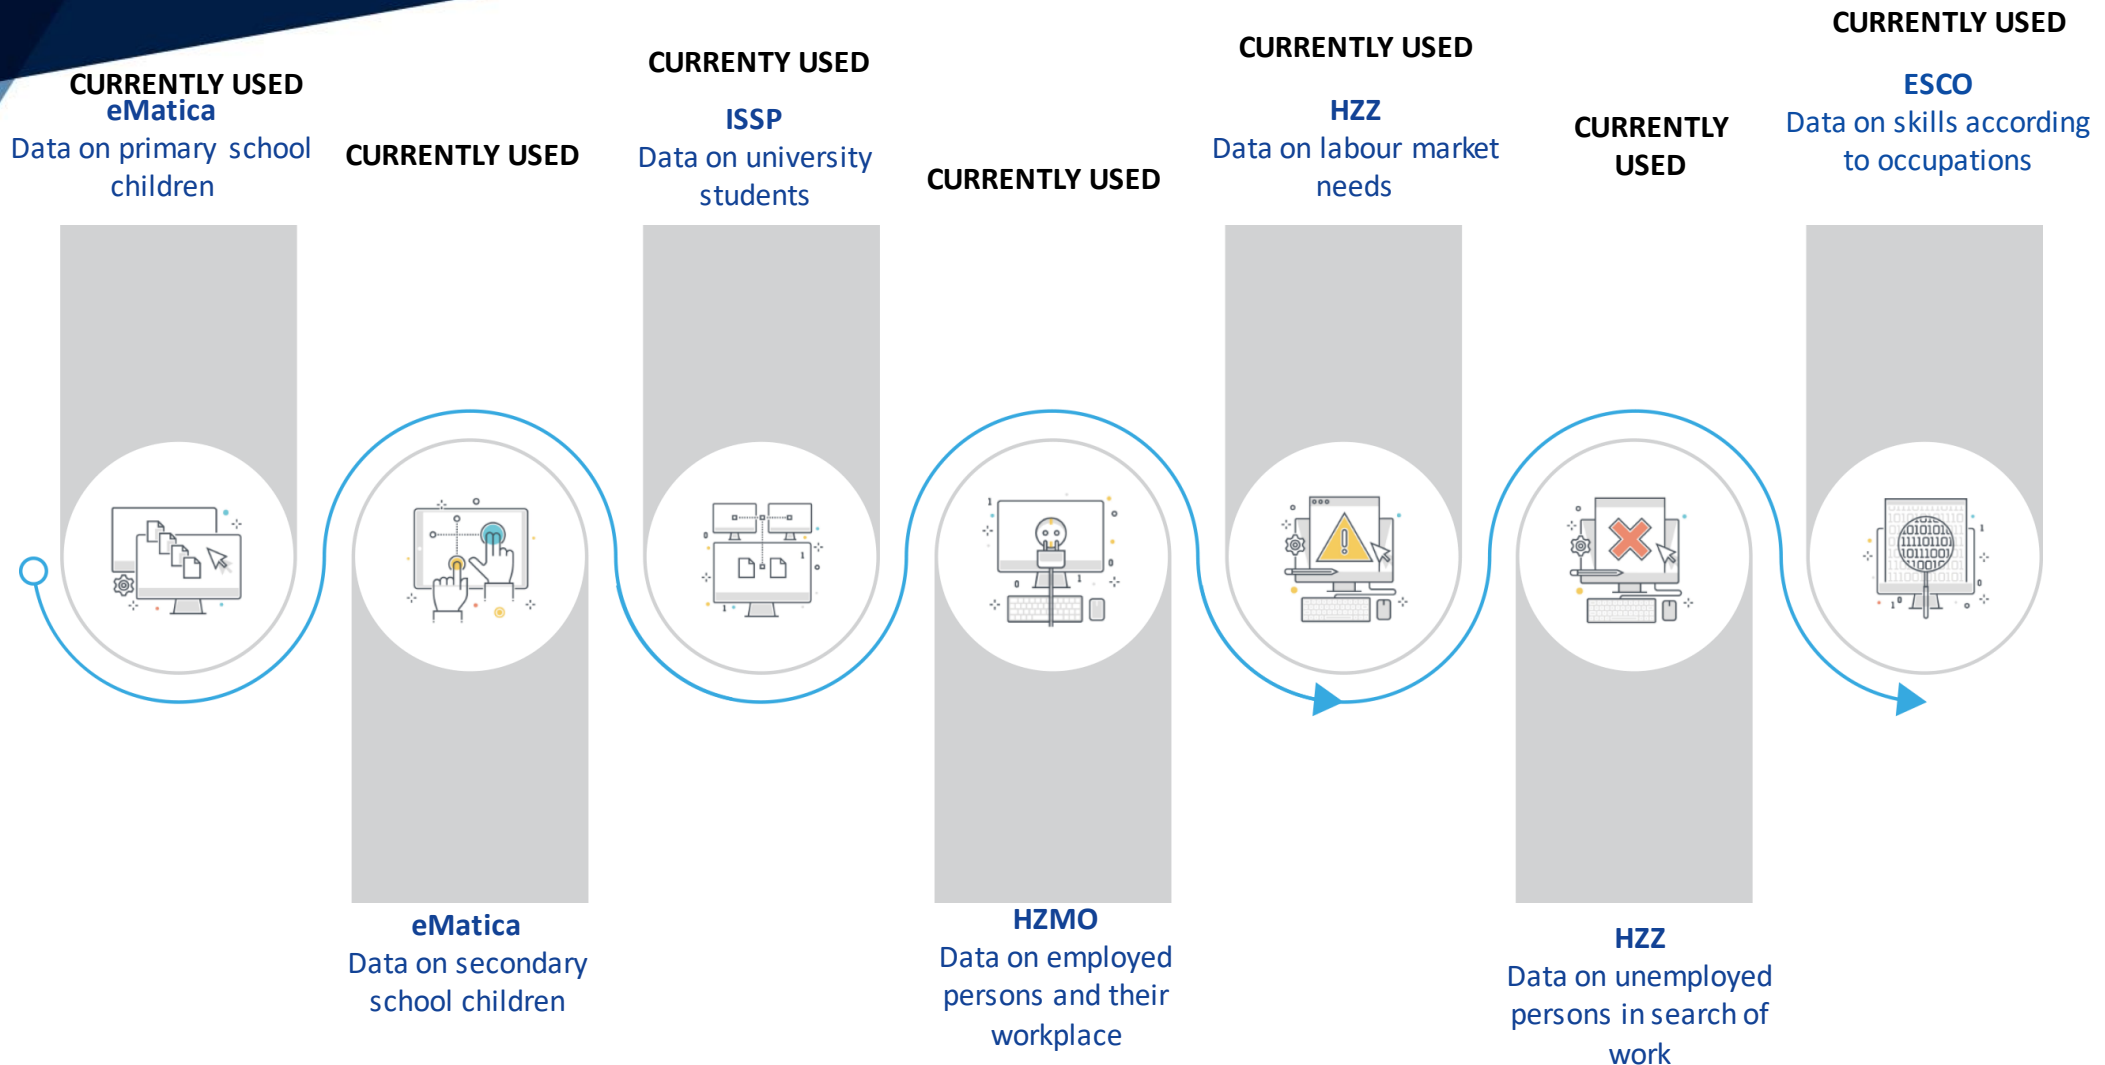 CURRENTLY USED
eMatica
Data on primary school
children
CURRENTLY USED
eMatica
Data on secondary
school children
CURRENTY USED
ISSP
Data on university
students
CURRENTLY USED
HZMO
Data on employed
persons and their
workplace
CURRENTLY USED
HZZ
Data on labour market
needs
CURRENTLY
USED
HZZ
Data on unemployed
persons in search of
work
CURRENTLY USED
ESCO
Data on skills according
to occupations